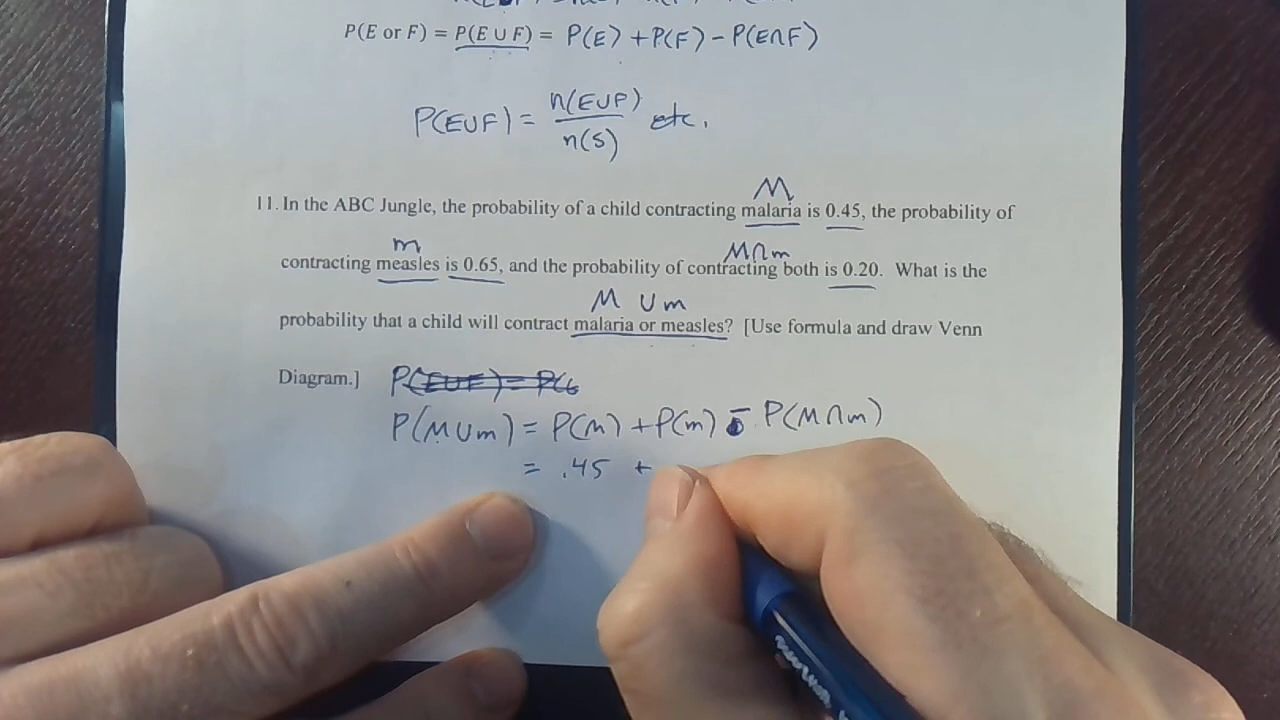 P(E or F) = P(E ∪ F) = P(E) + P(F) - P(E∩F)
P(E∪F) = n(E∪F) / n(S) etc.
M
11. In the ABC Jungle, the probability of a child contracting malaria is 0.45, the probability of
m M∩m
contracting measles is 0.65, and the probability of contracting both is 0.20. What is the
M ∪ m
probability that a child will contract malaria or measles? [Use formula and draw Venn
Diagram.] P(E∪F) = P(
P(M∪m) = P(M) + P(m) - P(M∩m)
= .45 +